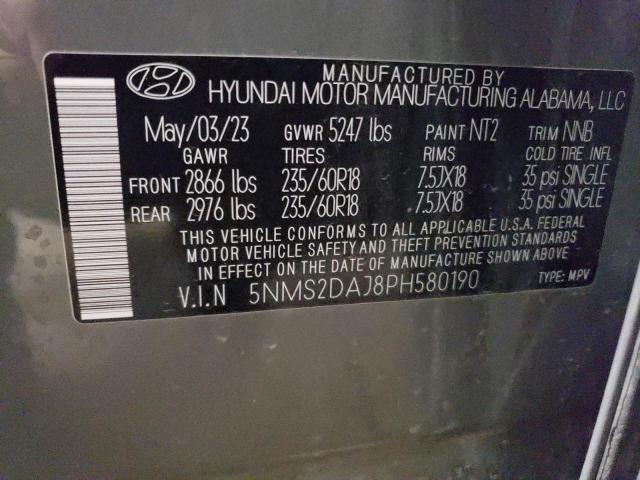 MANUFACTURED BY
HYUNDAI MOTOR MANUFACTURING ALABAMA, LLC
May/03/23 GVWR 5247 lbs PAINT NT2 TRIM NNB
GAWR TIRES RIMS COLD TIRE INFL
FRONT 2866 lbs 235/60R18 7.5JX18 35 psi SINGLE
REAR 2976 lbs 235/60R18 7.5JX18 35 psi SINGLE
THIS VEHICLE CONFORMS TO ALL APPLICABLE U.S.A. FEDERAL
MOTOR VEHICLE SAFETY AND THEFT PREVENTION STANDARDS
IN EFFECT ON THE DATE OF MANUFACTURE SHOWN ABOVE.
V.I.N 5NMS2DAJ8PH580190 TYPE: MPV